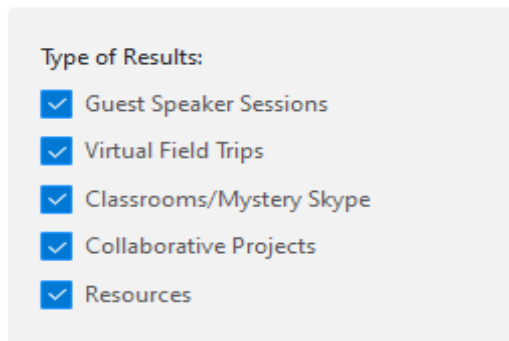 Type of Results:
Guest Speaker Sessions
Virtual Field Trips
Classrooms/Mystery Skype
Collaborative Projects
Resources